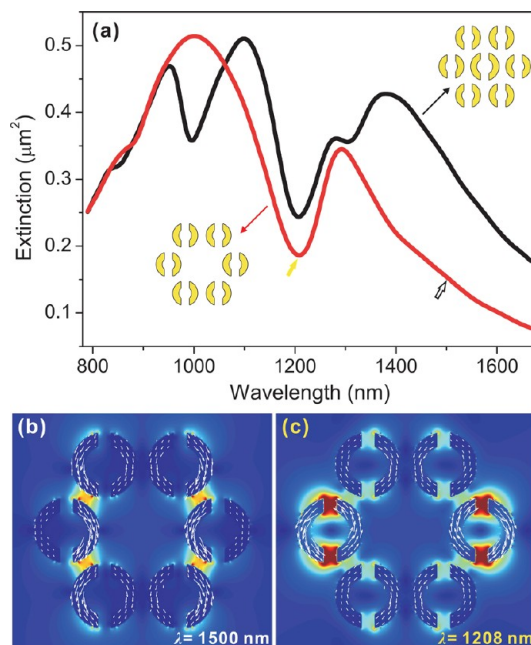 (a)
0.5
0.4
0.3
0.2
0.1
Extinction (μm²)
800 1000 1200 1400 1600
Wavelength (nm)
(b)
λ= 1500 nm
(c)
λ= 1208 nm